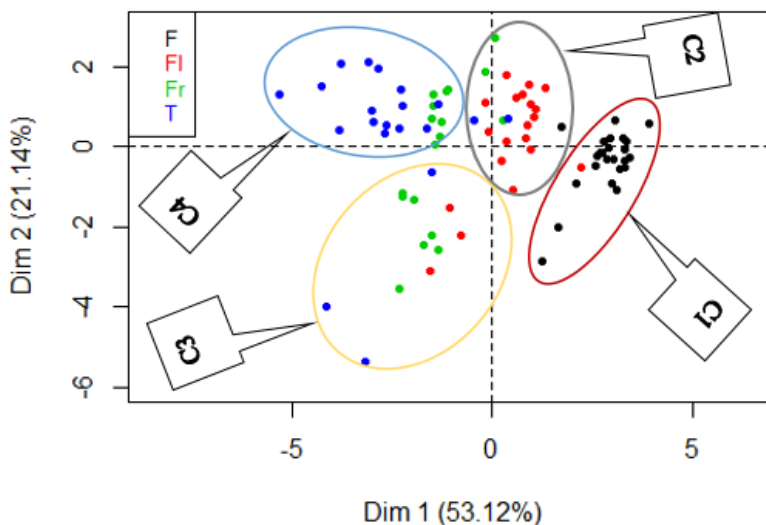 F
Fl
Fr
T
C2
C4
C1
C3
2
0
-2
-4
-6
Dim 2 (21.14%)
-5
0
5
Dim 1 (53.12%)